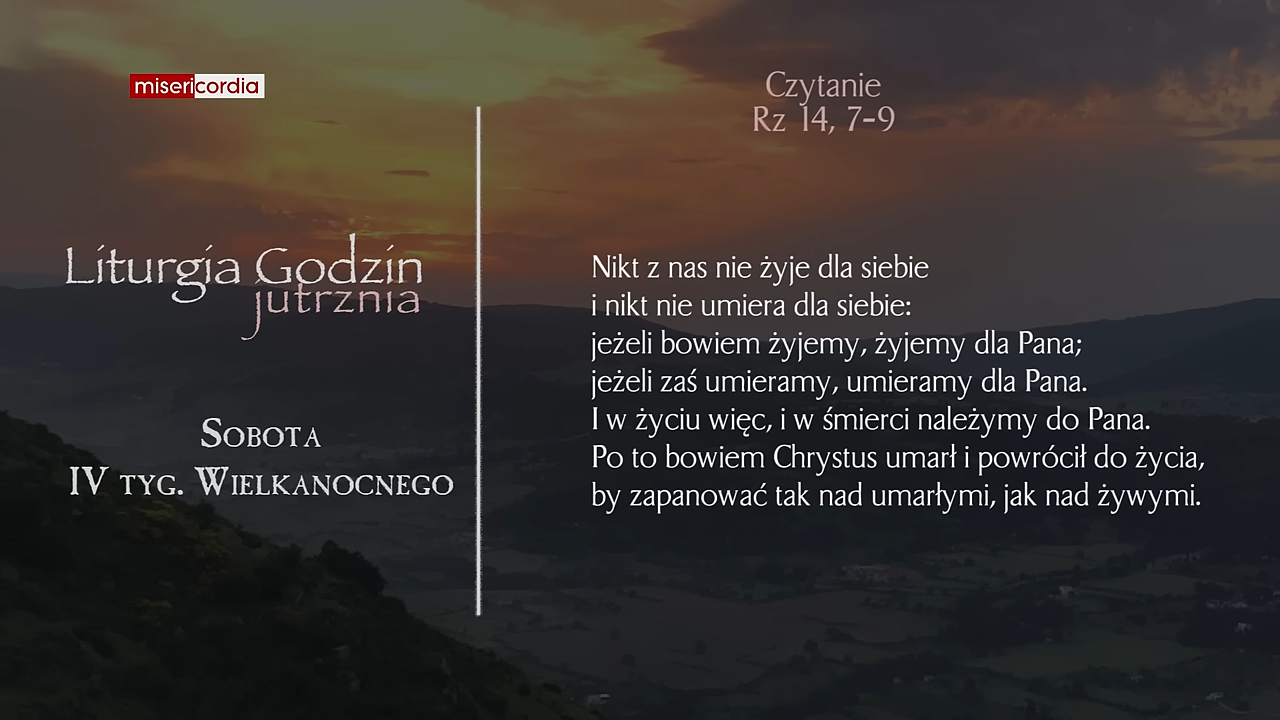 misericordia
Liturgia Godzin
jutrznia
Sobota
IV tyg. Wielkanocnego
Czytanie
Rz 14, 7-9
Nikt z nas nie żyje dla siebie
i nikt nie umiera dla siebie:
jeżeli bowiem żyjemy, żyjemy dla Pana;
jeżeli zaś umieramy, umieramy dla Pana.
I w życiu więc, i w śmierci należymy do Pana.
Po to bowiem Chrystus umarł i powrócił do życia,
by zapanować tak nad umarłymi, jak nad żywymi.